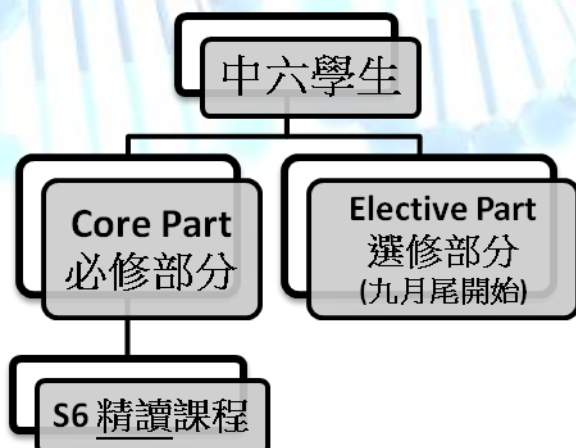 中六學生
Core Part
必修部分
Elective Part
選修部分
(九月尾開始)
S6 精讀課程